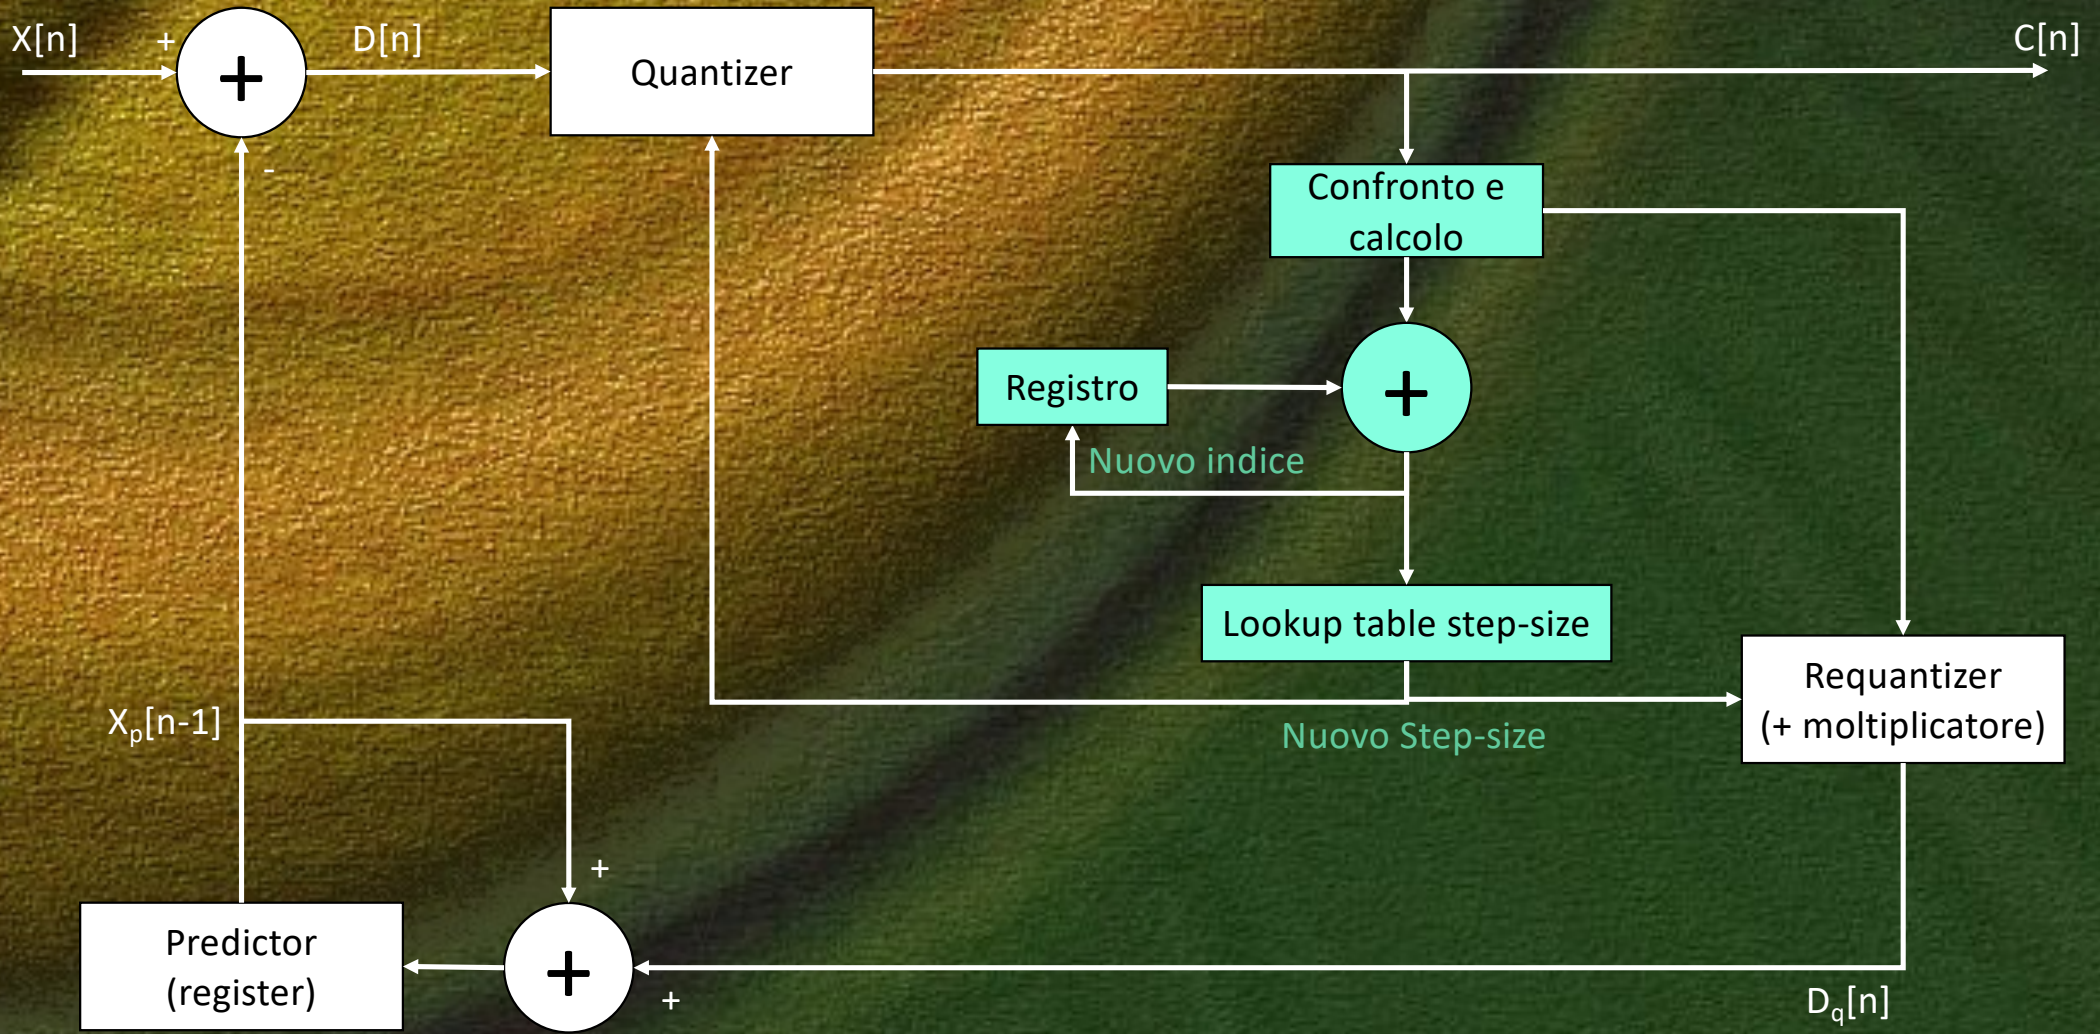 X[n]
+
+
D[n]
Quantizer
C[n]
-
Confronto e
calcolo
Registro
+
Nuovo indice
Lookup table step-size
Requantizer
(+ moltiplicatore)
Nuovo Step-size
Xₚ[n-1]
+
Predictor
(register)
+
+
D_q[n]